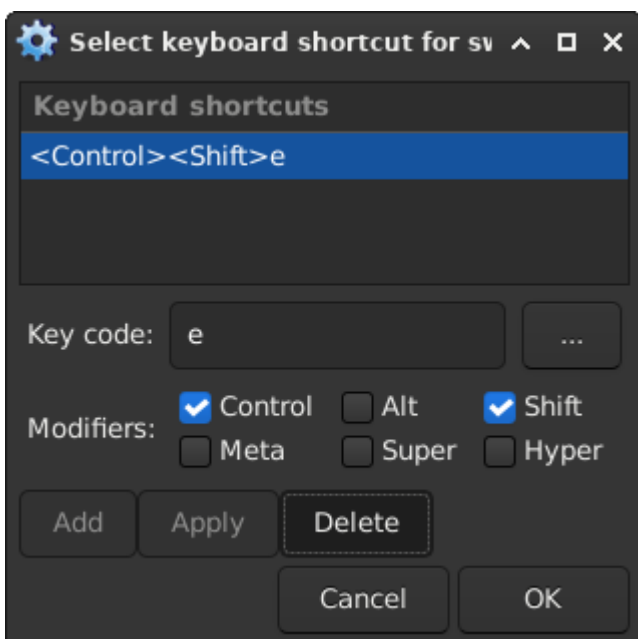 Select keyboard shortcut for sw
Keyboard shortcuts
<Control><Shift>e
Key code: e ...
Modifiers: Control Alt Shift
Meta Super Hyper
Add Apply Delete
Cancel OK